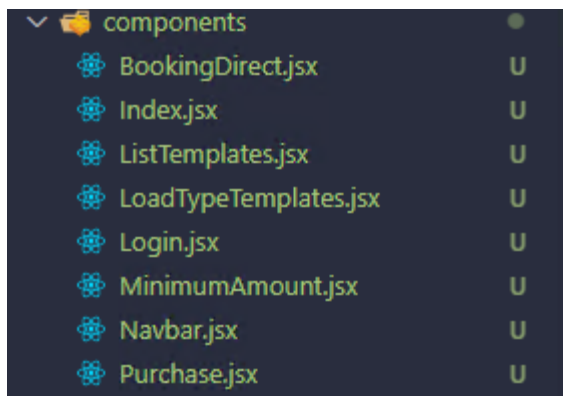 components
BookingDirect.jsx U
Index.jsx U
ListTemplates.jsx U
LoadTypeTemplates.jsx U
Login.jsx U
MinimumAmount.jsx U
Navbar.jsx U
Purchase.jsx U